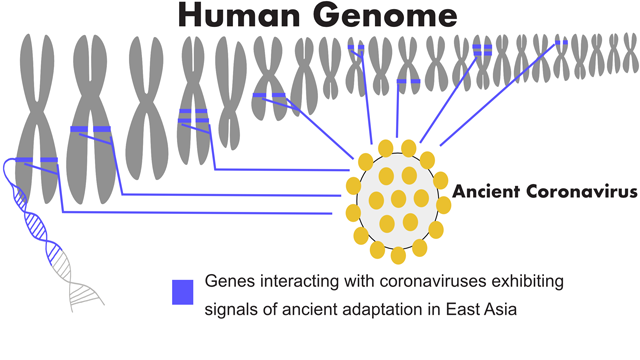 Human Genome
Ancient Coronavirus
Genes interacting with coronaviruses exhibiting
signals of ancient adaptation in East Asia